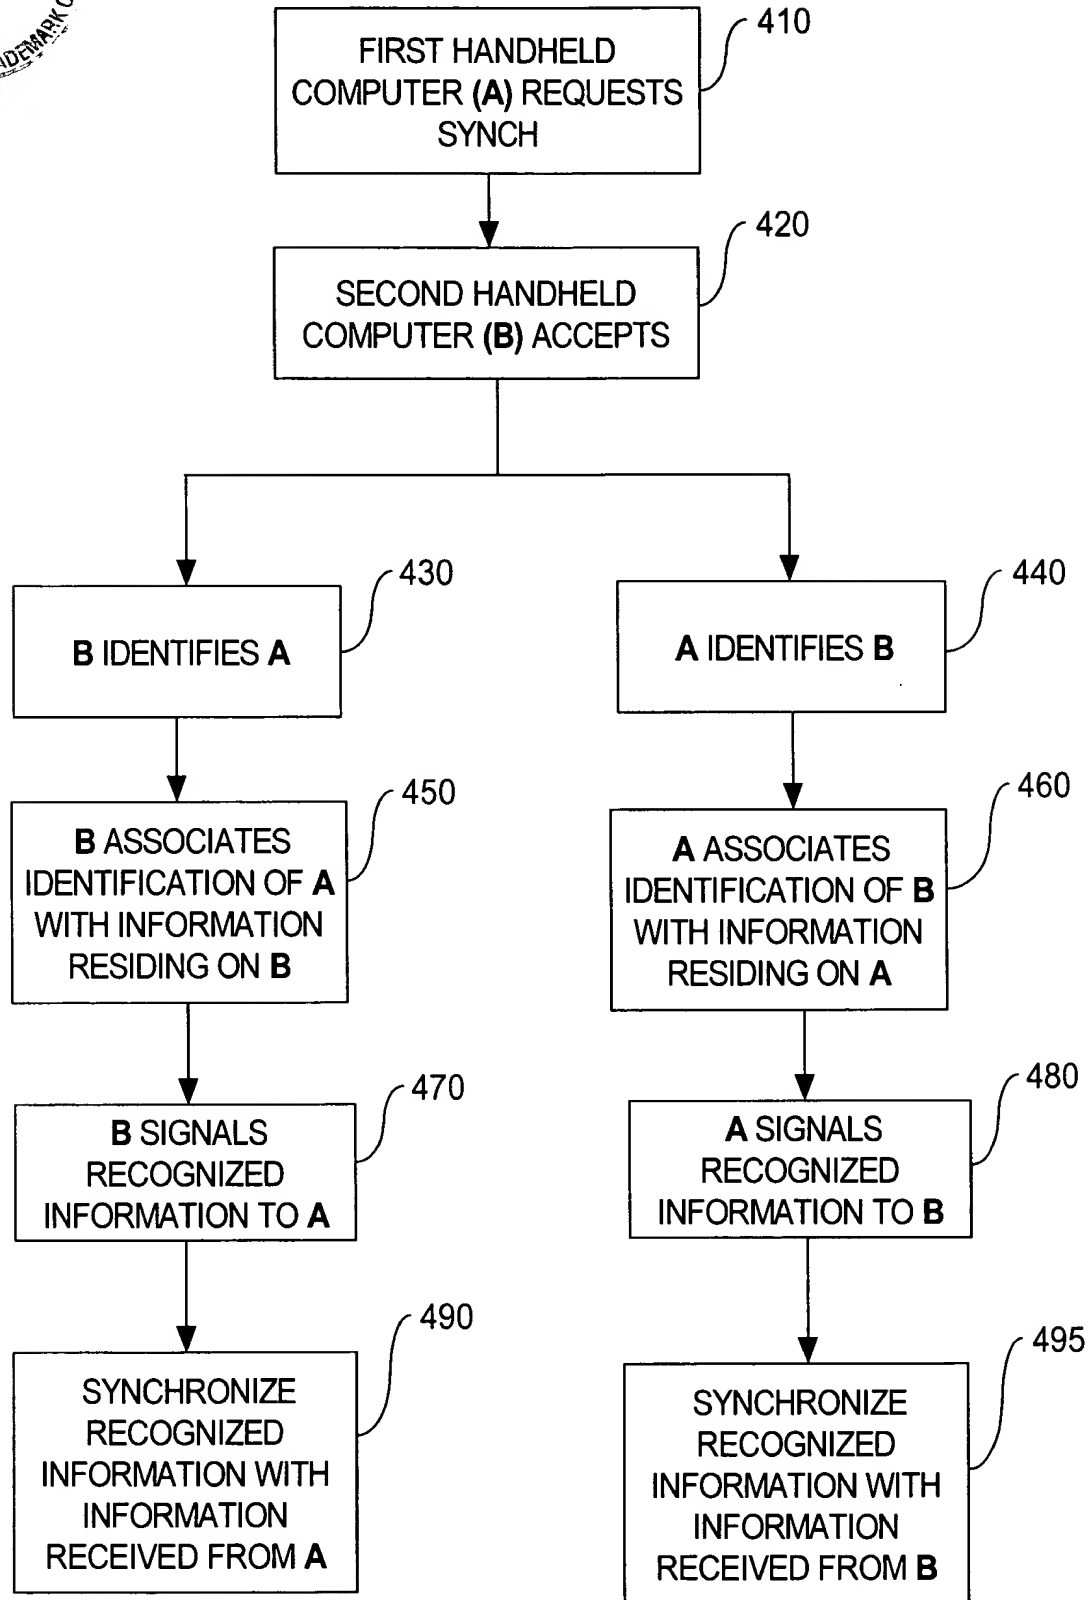 FIRST HANDHELD
COMPUTER (A) REQUESTS
SYNCH
410
SECOND HANDHELD
COMPUTER (B) ACCEPTS
420
B IDENTIFIES A
430
A IDENTIFIES B
440
B ASSOCIATES
IDENTIFICATION OF A
WITH INFORMATION
RESIDING ON B
450
A ASSOCIATES
IDENTIFICATION OF B
WITH INFORMATION
RESIDING ON A
460
B SIGNALS
RECOGNIZED
INFORMATION TO A
470
A SIGNALS
RECOGNIZED
INFORMATION TO B
480
SYNCHRONIZE
RECOGNIZED
INFORMATION WITH
INFORMATION
RECEIVED FROM A
490
SYNCHRONIZE
RECOGNIZED
INFORMATION WITH
INFORMATION
RECEIVED FROM B
495